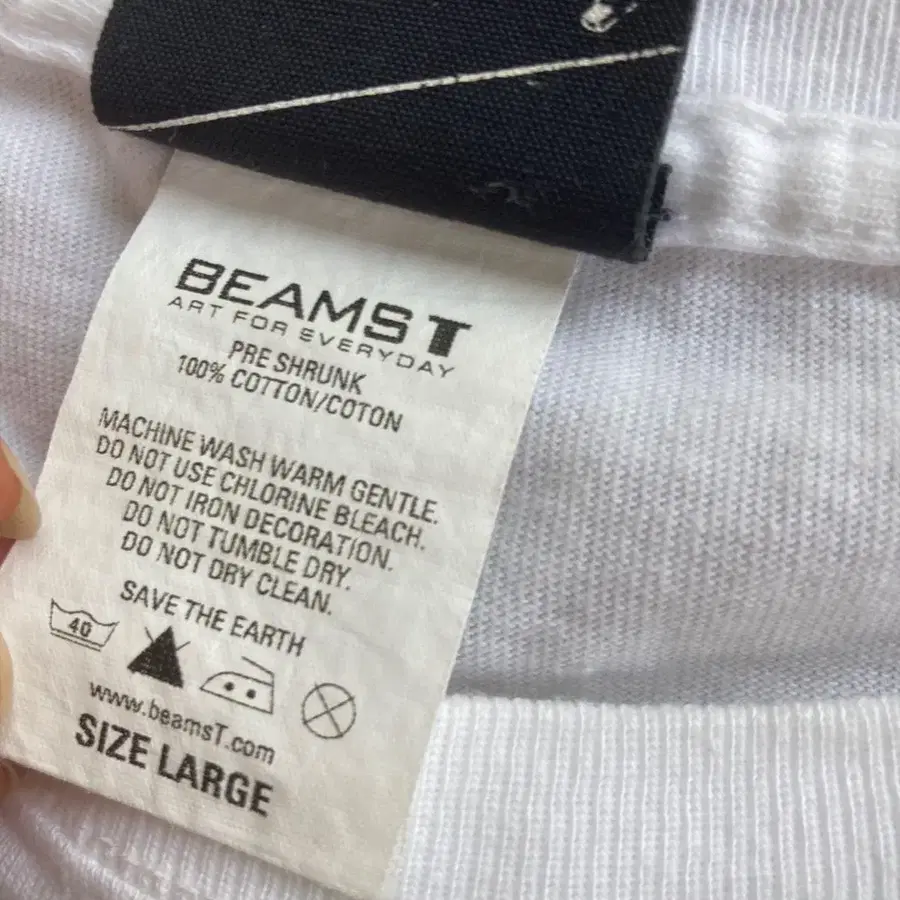 BEAMS T
ART FOR EVERYDAY
PRE SHRUNK
100% COTTON/COTON
MACHINE WASH WARM GENTLE.
DO NOT USE CHLORINE BLEACH.
DO NOT IRON DECORATION.
DO NOT TUMBLE DRY.
DO NOT DRY CLEAN.
SAVE THE EARTH
40
www.beamsT.com
SIZE LARGE